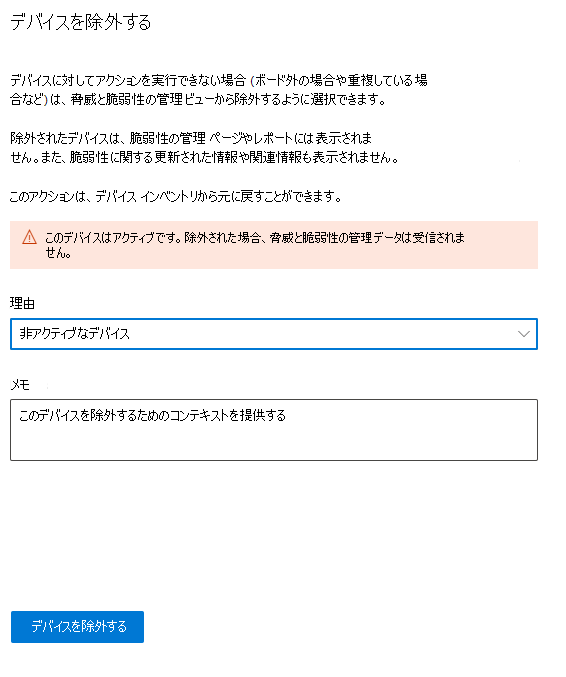 デバイスを除外する
デバイスに対してアクションを実行できない場合 (ボード外の場合や重複している場
合など)は、脅威と脆弱性の管理ビューから除外するように選択できます。
除外されたデバイスは、脆弱性の管理 ページやレポートには表示されま
せん。また、脆弱性に関する更新された情報や関連情報も表示されません。
このアクションは、デバイス インベントリから元に戻すことができます。
このデバイスはアクティブです。除外された場合、脅威と脆弱性の管理データは受信されま
せん。
理由
非アクティブなデバイス
メモ
このデバイスを除外するためのコンテキストを提供する
デバイスを除外する